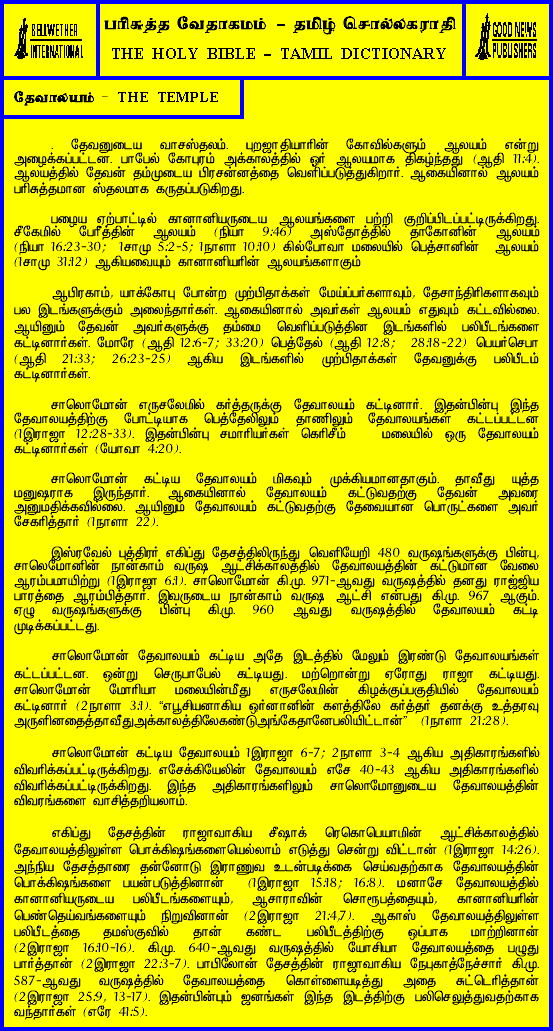 BELLWETHER
INTERNATIONAL
பரிசுத்த வேதாகமம் - தமிழ் சொல்லகராதி
THE HOLY BIBLE - TAMIL DICTIONARY
GOOD NEWS
PUBLISHERS
தேவாலயம் - THE TEMPLE
. தேவனுடைய வாசஸ்தலம். புறஜாதியாரின் கோவில்களும் ஆலயம் என்று
அழைக்கப்பட்டன. பாபேல் கோபுரம் அக்காலத்தில் ஓர் ஆலயமாக திகழ்ந்தது (ஆதி 11:4).
ஆலயத்தில் தேவன் தம்முடைய பிரசன்னத்தை வெளிப்படுத்துகிறார். ஆகையினால் ஆலயம்
பரிசுத்தமான ஸ்தலமாக கருதப்படுகிறது.
பழைய ஏற்பாட்டில் கானானியருடைய ஆலயங்களை பற்றி குறிப்பிடப்பட்டிருக்கிறது.
சீகேமில் பேரீத்தின் ஆலயம் (நியா 9:46) அஸ்தோத்தில் தாகோனின் ஆலயம்
(நியா 16:23-30; 1சாமு 5:2-5; 1நாளா 10:10) கில்போவா மலையில் பெத்சானின் ஆலயம்
(1சாமு 31:12) ஆகியவையும் கானானியரின் ஆலயங்களாகும்
ஆபிரகாம், யாக்கோபு போன்ற முற்பிதாக்கள் மேய்ப்பர்களாவும், தேசாந்திரிகளாகவும்
பல இடங்களுக்கும் அலைந்தார்கள். ஆகையினால் அவர்கள் ஆலயம் எதுவும் கட்டவில்லை.
ஆயினும் தேவன் அவர்களுக்கு தம்மை வெளிப்படுத்தின இடங்களில் பலிபீடங்களை
கட்டினார்கள். மோரே (ஆதி 12:6-7; 33:20) பெத்தேல் (ஆதி 12:8; 28:18-22) பெயர்செபா
(ஆதி 21:33; 26:23-25) ஆகிய இடங்களில் முற்பிதாக்கள் தேவனுக்கு பலிபீடம்
கட்டினார்கள்.
சாலொமோன் எருசலேமில் கர்த்தருக்கு தேவாலயம் கட்டினார். இதன்பின்பு இந்த
தேவாலயத்திற்கு போட்டியாக பெத்தேலிலும் தாணிலும் தேவாலயங்கள் கட்டப்பட்டன
(1இராஜா 12:28-33). இதன்பின்பு சமாரியர்கள் கெரிசீம் மலையில் ஒரு தேவாலயம்
கட்டினார்கள் (யோவா 4:20).
சாலொமோன் கட்டிய தேவாலயம் மிகவும் முக்கியமானதாகும். தாவீது யுத்த
மனுஷராக இருந்தார். ஆகையினால் தேவாலயம் கட்டுவதற்கு தேவன் அவரை
அனுமதிக்கவில்லை. ஆயினும் தேவாலயம் கட்டுவதற்கு தேவையான பொருட்களை அவர்
சேகரித்தார் (1நாளா 22).
இஸ்ரவேல் புத்திரர் எகிப்து தேசத்திலிருந்து வெளியேறி 480 வருஷங்களுக்கு பின்பு,
சாலெமோனின் நான்காம் வருஷ ஆட்சிக்காலத்தில் தேவாலயத்தின் கட்டுமான வேலை
ஆரம்பமாயிற்று (1இராஜா 6:1). சாலொமோன் கி.மு. 971-ஆவது வருஷத்தில் தனது ராஜ்ஜிய
பாரத்தை ஆரம்பித்தார். இவருடைய நான்காம் வருஷ ஆட்சி என்பது கி.மு. 967 ஆகும்.
ஏழு வருஷங்களுக்கு பின்பு கி.மு. 960 ஆவது வருஷத்தில் தேவாலயம் கட்டி
முடிக்கப்பட்டது.
சாலொமோன் தேவாலயம் கட்டிய அதே இடத்தில் மேலும் இரண்டு தேவாலயங்கள்
கட்டப்பட்டன. ஒன்று செருபாபேல் கட்டியது. மற்றொன்று ஏரோது ராஜா கட்டியது.
சாலொமோன் மோரியா மலையின்மீது எருசலேமின் கிழக்குப்பகுதியில் தேவாலயம்
கட்டினார் (2நாளா 3:1). “எபூசியனாகிய ஒர்னானின் களத்திலே கர்த்தர் தனக்கு உத்தரவு
அருளினதைத்தாவீதுஅக்காலத்திலேகண்டுஅங்கேதானேபலியிட்டான்” (1நாளா 21:28).
சாலொமோன் கட்டிய தேவாலயம் 1இராஜா 6-7; 2நாளா 3-4 ஆகிய அதிகாரங்களில்
விவரிக்கப்பட்டிருக்கிறது. எசேக்கியேலின் தேவாலயம் எசே 40-43 ஆகிய அதிகாரங்களில்
விவரிக்கப்பட்டிருக்கிறது. இந்த அதிகாரங்களிலும் சாலொமோனுடைய தேவாலயத்தின்
விவரங்களை வாசித்தறியலாம்.
எகிப்து தேசத்தின் ராஜாவாகிய சீஷாக் ரெகொபெயாமின் ஆட்சிக்காலத்தில்
தேவாலயத்திலுள்ள பொக்கிஷங்களையெல்லாம் எடுத்து சென்று விட்டான் (1இராஜா 14:26).
அந்நிய தேசத்தாரை தன்னோடு இராணுவ உடன்படிக்கை செய்வதற்காக தேவாலயத்தின்
பொக்கிஷங்களை பயன்படுத்தினான் (1இராஜா 15:18; 16:8). மனாசே தேவாலயத்தில்
கானானியருடைய பலிபீடங்களையும், ஆசாராவின் சொரூபத்தையும், கானானியரின்
பெண்தெய்வங்களையும் நிறுவினான் (2இராஜா 21:4,7). ஆகாஸ் தேவாலயத்திலுள்ள
பலிபீடத்தை தமஸ்குவில் தான் கண்ட பலிபீடத்திற்கு ஒப்பாக மாற்றினான்
(2இராஜா 16:10-16). கி.மு. 640-ஆவது வருஷத்தில் யோசியா தேவாலயத்தை பழுது
பார்த்தான் (2இராஜா 22:3-7). பாபிலோன் தேசத்தின் ராஜாவாகிய நேபுகாத்நேச்சார் கி.மு.
587-ஆவது வருஷத்தில் தேவாலயத்தை கொள்ளையடித்து அதை சுட்டெரித்தான்
(2இராஜா 25:9, 13-17). இதன்பின்பும் ஜனங்கள் இந்த இடத்திற்கு பலிசெலுத்துவதற்காக
வந்தார்கள் (எரே 41:5).